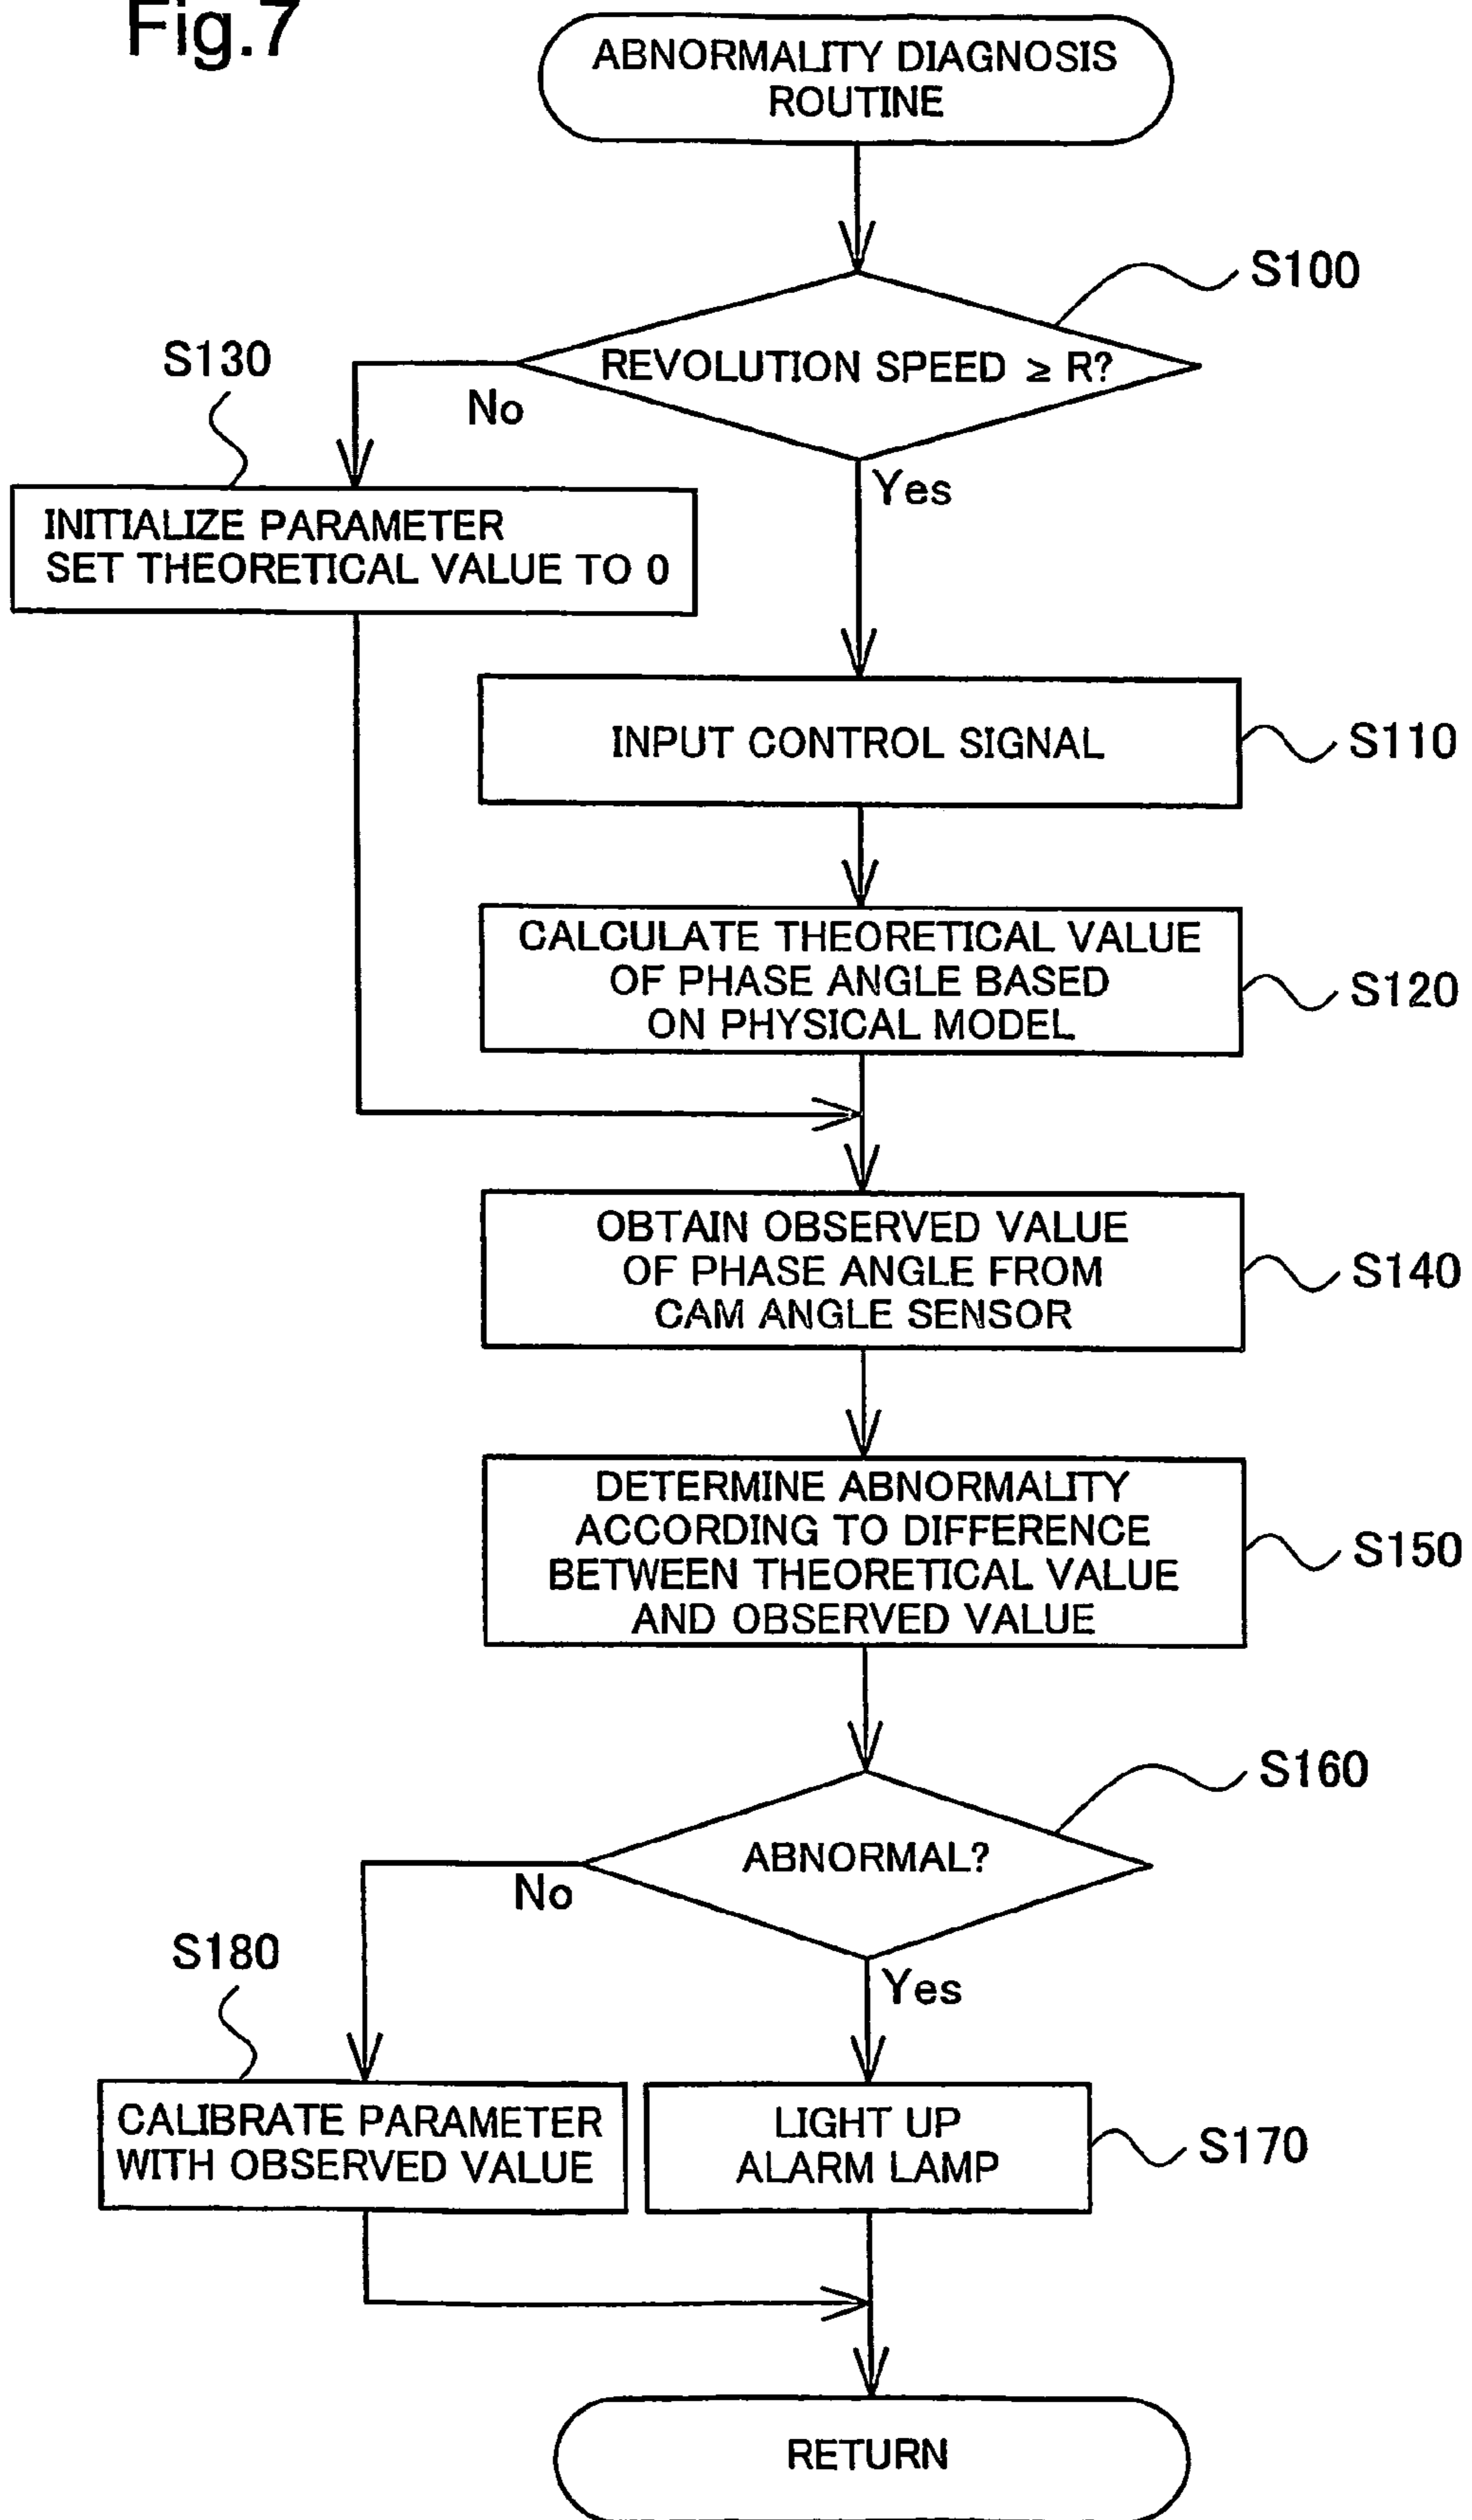 Fig.7
ABNORMALITY DIAGNOSIS
ROUTINE
S100
REVOLUTION SPEED ≥ R?
S130
No
Yes
INITIALIZE PARAMETER
SET THEORETICAL VALUE TO 0
INPUT CONTROL SIGNAL
S110
CALCULATE THEORETICAL VALUE
OF PHASE ANGLE BASED
ON PHYSICAL MODEL
S120
OBTAIN OBSERVED VALUE
OF PHASE ANGLE FROM
CAM ANGLE SENSOR
S140
DETERMINE ABNORMALITY
ACCORDING TO DIFFERENCE
BETWEEN THEORETICAL VALUE
AND OBSERVED VALUE
S150
S160
ABNORMAL?
No
Yes
S180
CALIBRATE PARAMETER
WITH OBSERVED VALUE
LIGHT UP
ALARM LAMP
S170
RETURN